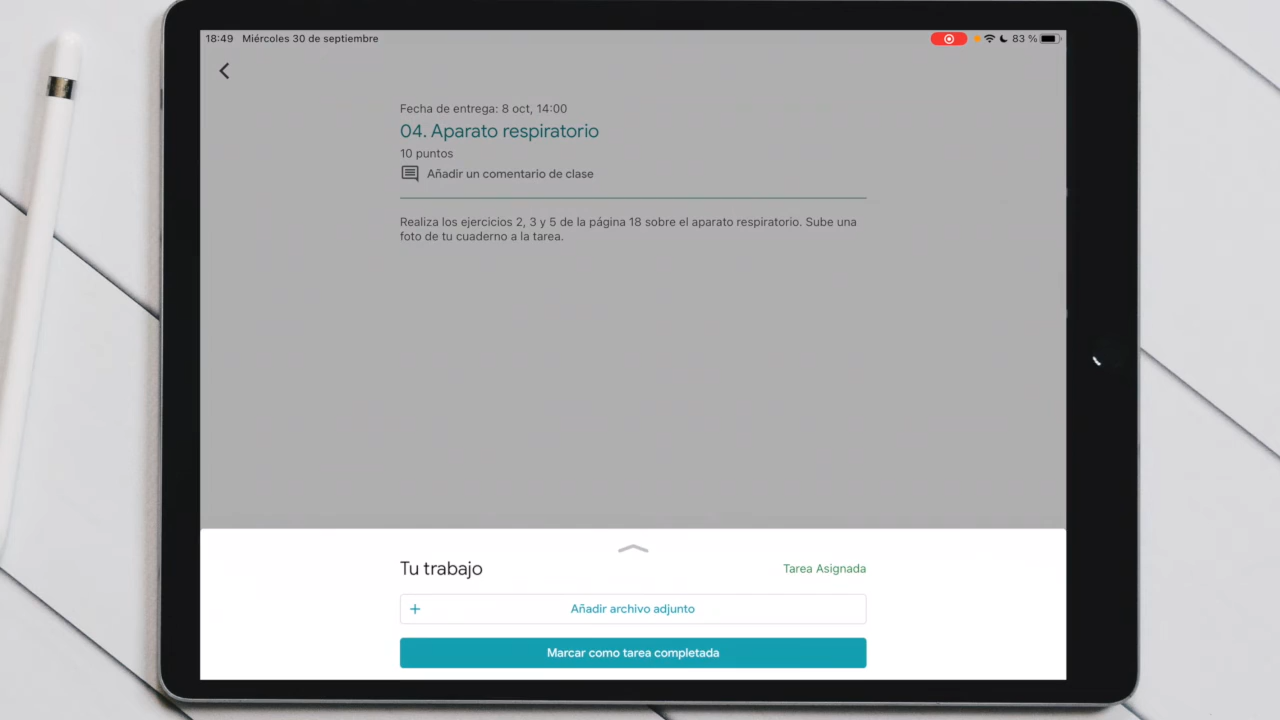 18:49 Miércoles 30 de septiembre
83 %
Fecha de entrega: 8 oct, 14:00
04. Aparato respiratorio
10 puntos
Añadir un comentario de clase
Realiza los ejercicios 2, 3 y 5 de la página 18 sobre el aparato respiratorio. Sube una
foto de tu cuaderno a la tarea.
Tu trabajo
Tarea Asignada
+ Añadir archivo adjunto
Marcar como tarea completada